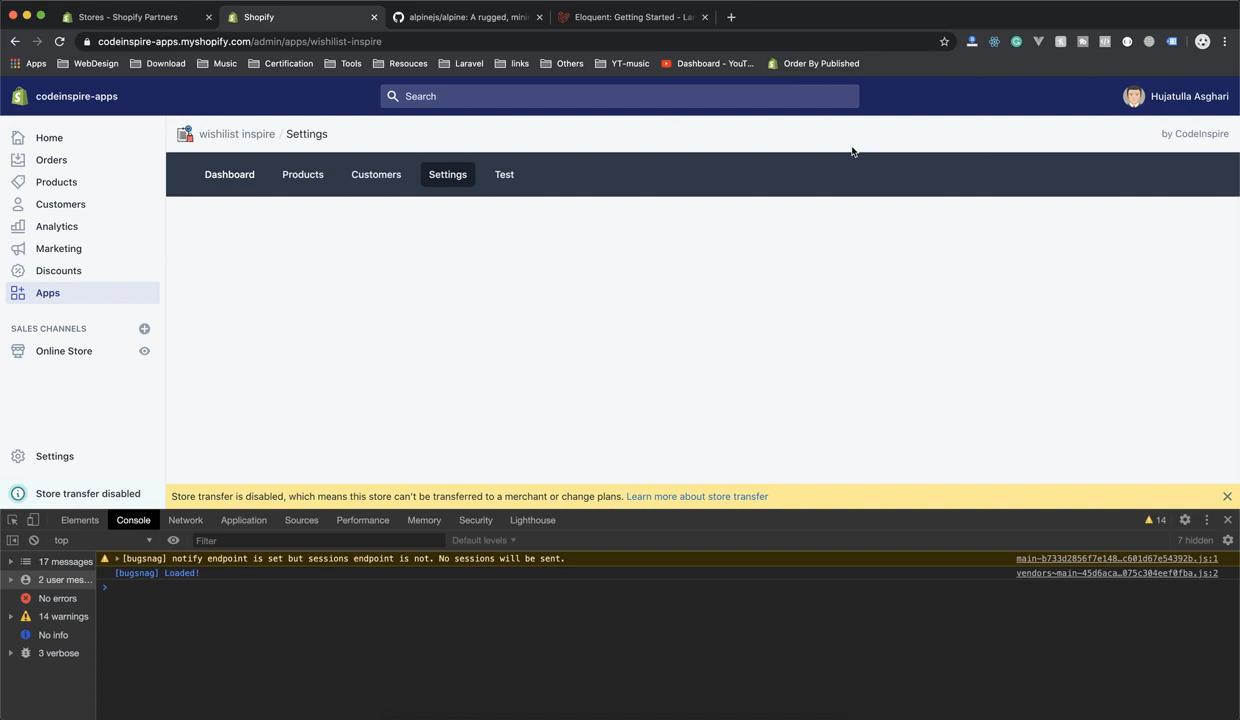 Stores - Shopify Partners
Shopify
alpinejs/alpine: A rugged, mini
Eloquent: Getting Started - La
codeinspire-apps.myshopify.com/admin/apps/wishilist-inspire
Apps WebDesign Download Music Certification Tools Resouces Laravel links Others YT-music Dashboard - YouT... Order By Published
codeinspire-apps
Search
Hujatulla Asghari
Home
Orders
Products
Customers
Analytics
Marketing
Discounts
Apps
SALES CHANNELS
Online Store
Settings
Store transfer disabled
wishilist inspire / Settings
by CodeInspire
Dashboard Products Customers Settings Test
Store transfer is disabled, which means this store can't be transferred to a merchant or change plans. Learn more about store transfer
Elements Console Network Application Sources Performance Memory Security Lighthouse
14
top
Filter
Default levels
7 hidden
17 messages
2 user mes...
No errors
14 warnings
No info
3 verbose
[bugsnag] notify endpoint is set but sessions endpoint is not. No sessions will be sent.
main-b733d2856f7e148…c601d67e54392b.js:1
[bugsnag] Loaded!
vendors~main-45d6aca…075c304eef0fba.js:2